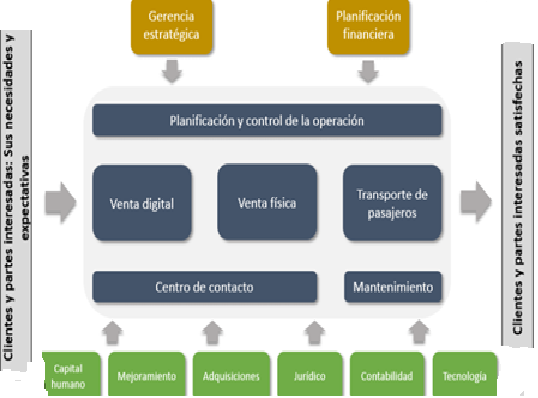 Gerencia
estratégica
Planificación
financiera
Clientes y partes interesadas: Sus necesidades y
expectativas
Planificación y control de la operación
Venta digital
Venta física
Transporte de
pasajeros
Centro de contacto
Mantenimiento
Clientes y partes interesadas satisfechas
Capital
humano
Mejoramiento
Adquisiciones
Jurídico
Contabilidad
Tecnología